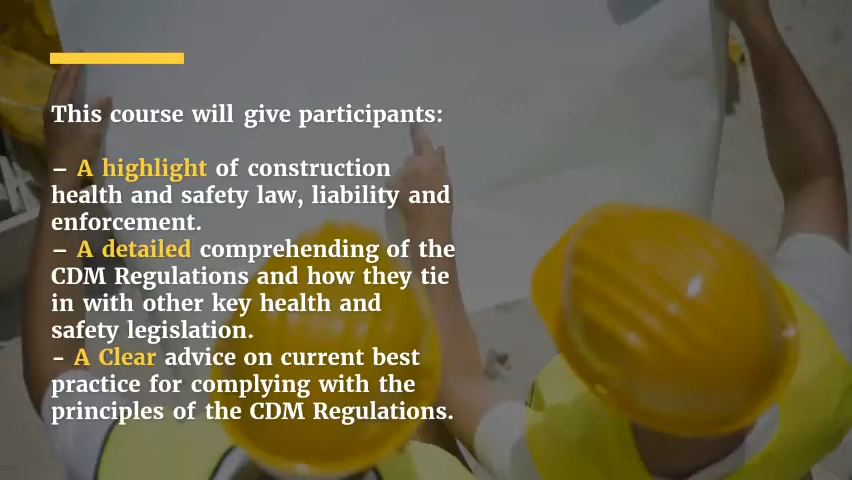 This course will give participants:
– A highlight of construction
health and safety law, liability and
enforcement.
– A detailed comprehending of the
CDM Regulations and how they tie
in with other key health and
safety legislation.
- A Clear advice on current best
practice for complying with the
principles of the CDM Regulations.